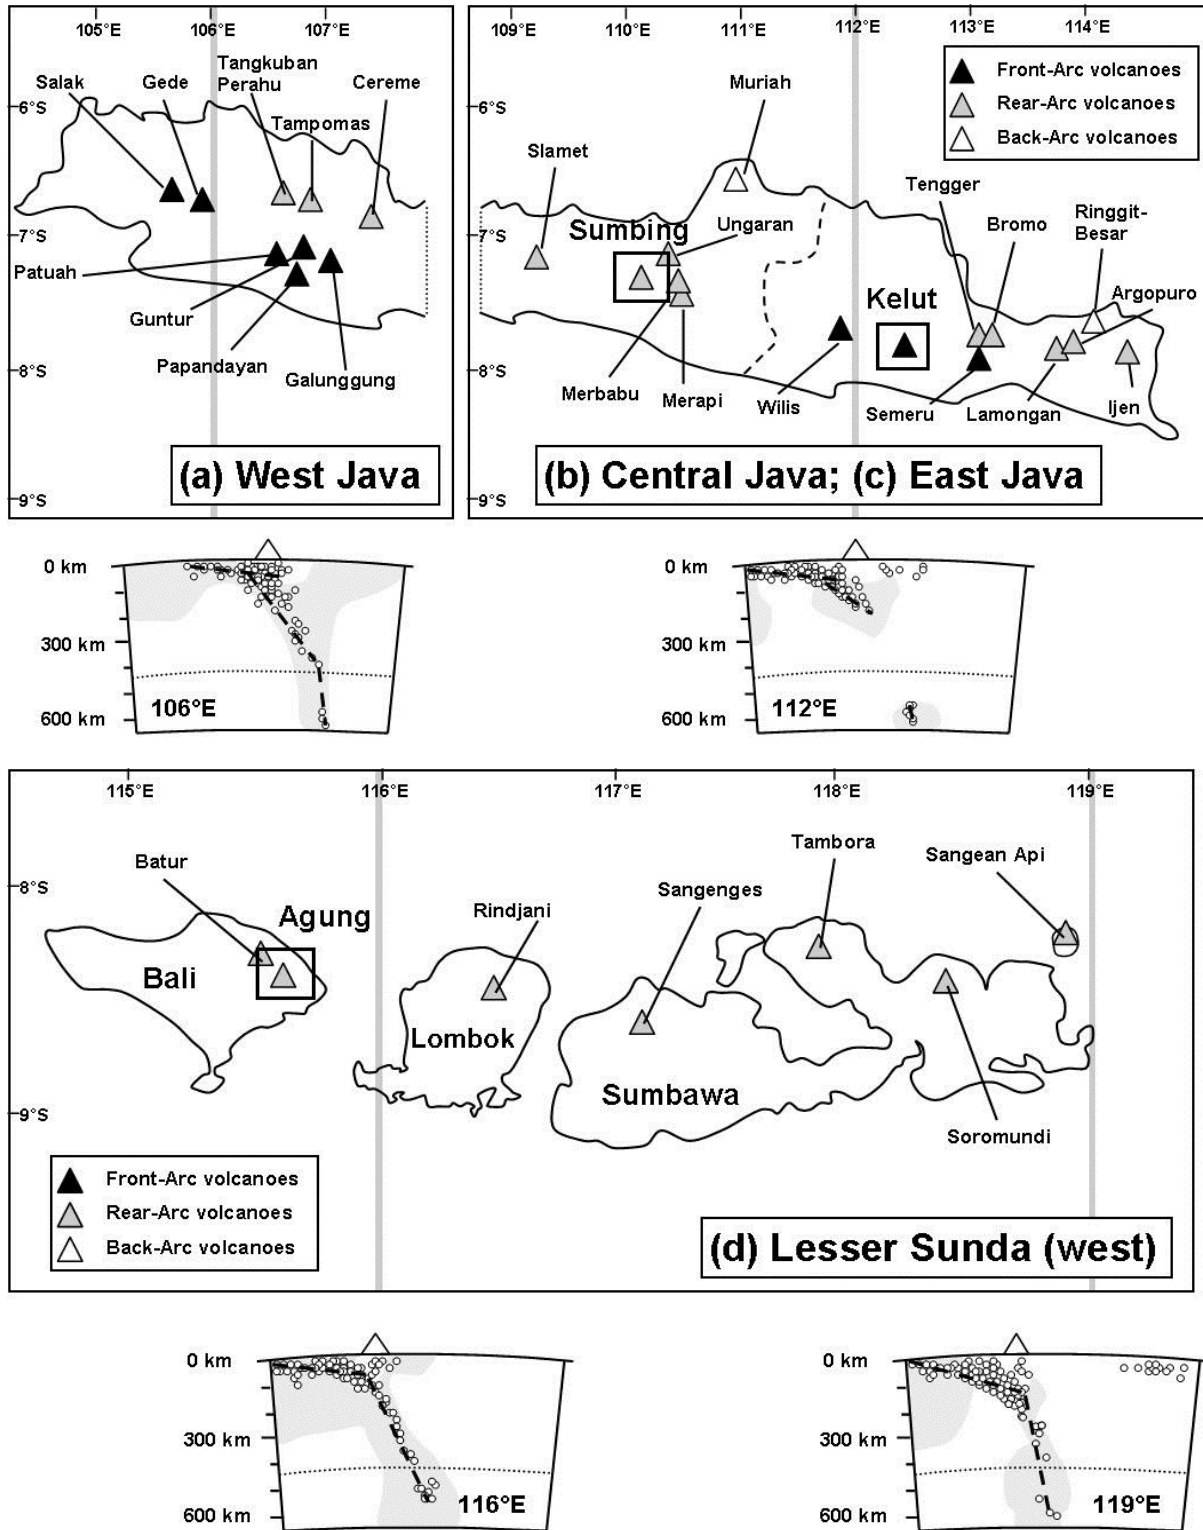 105°E 106°E 107°E
Salak Gede Tangkuban
Perahu Cereme
Tampomas
6°S
7°S
Patuah
Guntur
Papandayan
Galunggung
8°S
9°S
(a) West Java
109°E 110°E 111°E 112°E 113°E 114°E
Front-Arc volcanoes
Rear-Arc volcanoes
Back-Arc volcanoes
6°S
Muriah
Slamet
Tengger
Ringgit-
Besar
Bromo
7°S
Sumbing
Ungaran
Kelut
Argopuro
8°S
Merbabu
Merapi
Wilis
Semeru
Lamongan
Ijen
9°S
(b) Central Java; (c) East Java
0 km
300 km
600 km
106°E
0 km
300 km
600 km
112°E
115°E 116°E 117°E 118°E 119°E
Batur
Tambora
Sangean Api
8°S
Agung
Rindjani
Sangenges
Bali
Lombok
Sumbawa
9°S
Soromundi
Front-Arc volcanoes
Rear-Arc volcanoes
Back-Arc volcanoes
(d) Lesser Sunda (west)
0 km
300 km
600 km
116°E
0 km
300 km
600 km
119°E